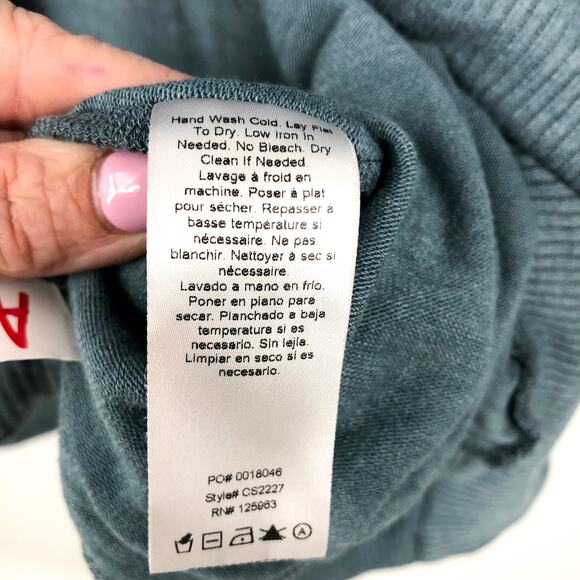 Hand Wash Cold. Lay Flat
To Dry. Low Iron In
Needed. No Bleach. Dry
Clean If Needed
Lavage à froid en
machine. Poser à plat
pour sécher. Repasser à
basse température si
nécessaire. Ne pas
blanchir. Nettoyer à sec si
nécessaire.
Lavado a mano en frío.
Poner en piano para
secar. Planchado a baja
temperatura si es
necesario. Sin lejía.
Limpiar en seco si es
necesario.
PO# 0018046
Style# CS2227
RN# 125963
A
A